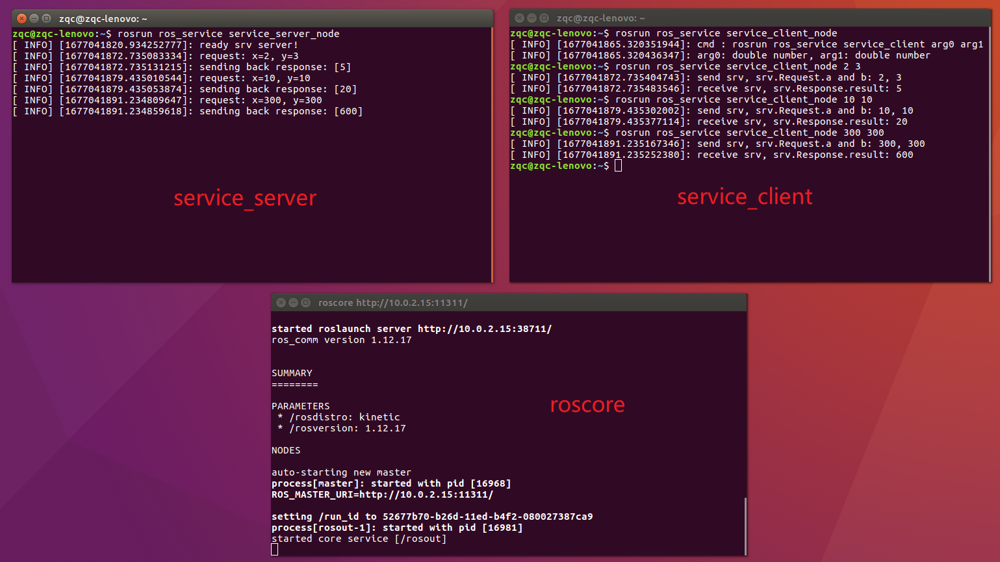 zqc@zqc-lenovo: ~
zqc@zqc-lenovo:~$ rosrun ros_service service_server_node
[ INFO] [1677041820.934252777]: ready srv server!
[ INFO] [1677041872.735083334]: request: x=2, y=3
[ INFO] [1677041872.735131215]: sending back response: [5]
[ INFO] [1677041879.435010544]: request: x=10, y=10
[ INFO] [1677041879.435053874]: sending back response: [20]
[ INFO] [1677041891.234809647]: request: x=300, y=300
[ INFO] [1677041891.234859618]: sending back response: [600]
service_server
zqc@zqc-lenovo: ~
zqc@zqc-lenovo:~$ rosrun ros_service service_client_node
[ INFO] [1677041865.320351944]: cmd : rosrun ros_service service_client arg0 arg1
[ INFO] [1677041865.320436347]: arg0: double number, arg1: double number
zqc@zqc-lenovo:~$ rosrun ros_service service_client_node 2 3
[ INFO] [1677041872.735404743]: send srv, srv.Request.a and b: 2, 3
[ INFO] [1677041872.735483546]: receive srv, srv.Response.result: 5
zqc@zqc-lenovo:~$ rosrun ros_service service_client_node 10 10
[ INFO] [1677041879.435302002]: send srv, srv.Request.a and b: 10, 10
[ INFO] [1677041879.435377114]: receive srv, srv.Response.result: 20
zqc@zqc-lenovo:~$ rosrun ros_service service_client_node 300 300
[ INFO] [1677041891.235167346]: send srv, srv.Request.a and b: 300, 300
[ INFO] [1677041891.235252380]: receive srv, srv.Response.result: 600
zqc@zqc-lenovo:~$
service_client
roscore http://10.0.2.15:11311/
started roslaunch server http://10.0.2.15:38711/
ros_comm version 1.12.17
SUMMARY
========
PARAMETERS
* /rosdistro: kinetic
* /rosversion: 1.12.17
NODES
auto-starting new master
process[master]: started with pid [16968]
ROS_MASTER_URI=http://10.0.2.15:11311/
setting /run_id to 52677b70-b26d-11ed-b4f2-080027387ca9
process[rosout-1]: started with pid [16981]
started core service [/rosout]
roscore